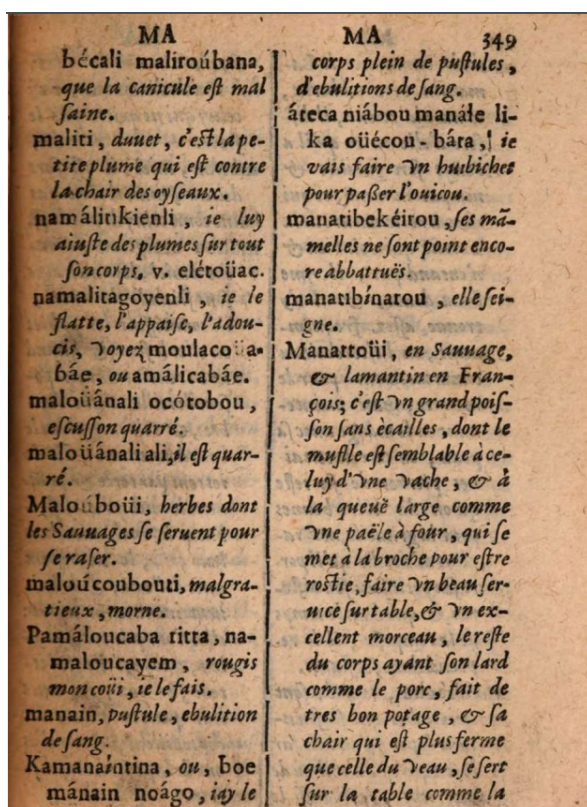 MA
bécali maliroúbana,
que la canicule eſt mal
ſaine.
maliti, duuet, c'eſt la pe-
tite plume qui eſt contre
la chair des oyſeaux.
namálitikienli, ie luy
aiuſte des plumes ſur tout
ſon corps, v. elétoüac.
namalitagoyenli, ie le
flatte, l'appaiſe, l'adou-
cis, voyez moulacoüa-
báe, ou amálicabáe.
maloüánali ocótobou,
eſcuſſon quarré.
maloüánali ali, il eſt quar-
ré.
Maloúboüi, herbes dont
les Sauuages ſe ſeruent pour
ſe raſer.
maloúcoubouti, malgra-
tieux, morne.
Pamáloucaba titta, na-
maloucayem, rougis
mon coüi, ie le fais.
manain, puſtule, ebulition
de ſang.
Kamanaintina, ou, boe
mánain noágo, i'ay le
MA 349
corps plein de puſtules,
d'ebulitions de ſang.
áteca niábou manále li-
ka oüécou-bára, ie
vais faire vn huibichet
pour paßer l'ouicou.
manatibekéirou, ſes mã-
melles ne ſont point enco-
re abbattuës.
manatibínarou, elle ſei-
gne.
Manattoüi, en Sauuage,
& lamantin en Fran-
çois; c'eſt vn grand poiſ-
ſon ſans écailles, dont le
muſle eſt ſemblable à ce-
luy d'vne vache, & à
la queuë large comme
vne paële à four, qui ſe
met à la broche pour eſtre
roſtie, faire vn beau ſer-
uice ſur table, & vn ex-
cellent morceau, le reſte
du corps ayant ſon lard
comme le porc, fait de
tres bon potage, & ſa
chair qui eſt plus ferme
que celle du veau, ſe ſert
ſur la table comme la